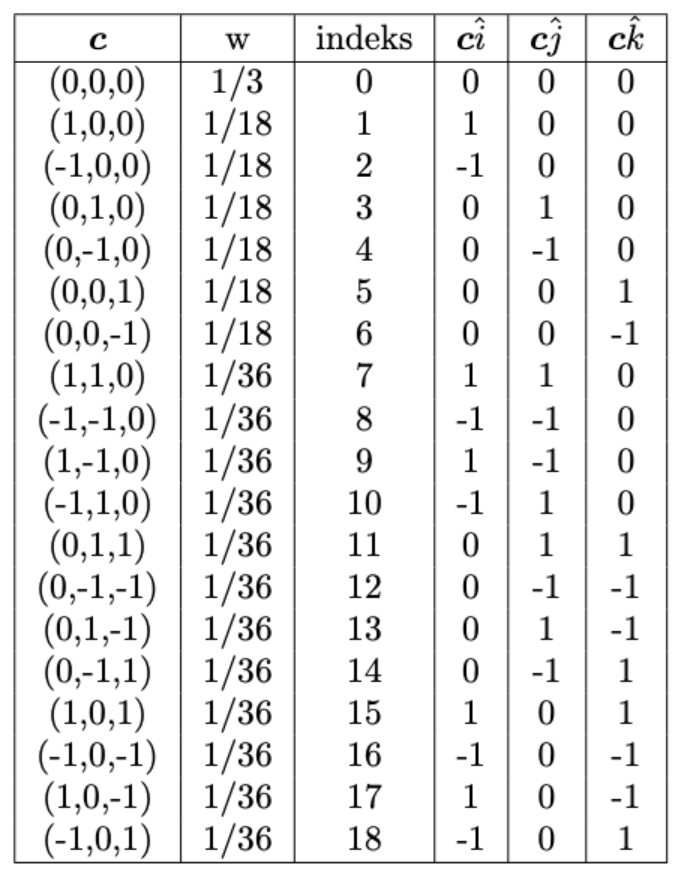 c w indeks cî cĵ ck̂
(0,0,0) 1/3 0 0 0 0
(1,0,0) 1/18 1 1 0 0
(-1,0,0) 1/18 2 -1 0 0
(0,1,0) 1/18 3 0 1 0
(0,-1,0) 1/18 4 0 -1 0
(0,0,1) 1/18 5 0 0 1
(0,0,-1) 1/18 6 0 0 -1
(1,1,0) 1/36 7 1 1 0
(-1,-1,0) 1/36 8 -1 -1 0
(1,-1,0) 1/36 9 1 -1 0
(-1,1,0) 1/36 10 -1 1 0
(0,1,1) 1/36 11 0 1 1
(0,-1,-1) 1/36 12 0 -1 -1
(0,1,-1) 1/36 13 0 1 -1
(0,-1,1) 1/36 14 0 -1 1
(1,0,1) 1/36 15 1 0 1
(-1,0,-1) 1/36 16 -1 0 -1
(1,0,-1) 1/36 17 1 0 -1
(-1,0,1) 1/36 18 -1 0 1